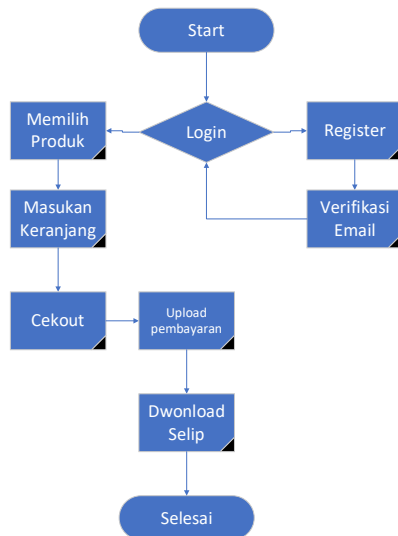 Start
Memilih
Produk
Login
Register
Masukan
Keranjang
Verifikasi
Email
Cekout
Upload
pembayaran
Dwonload
Selip
Selesai